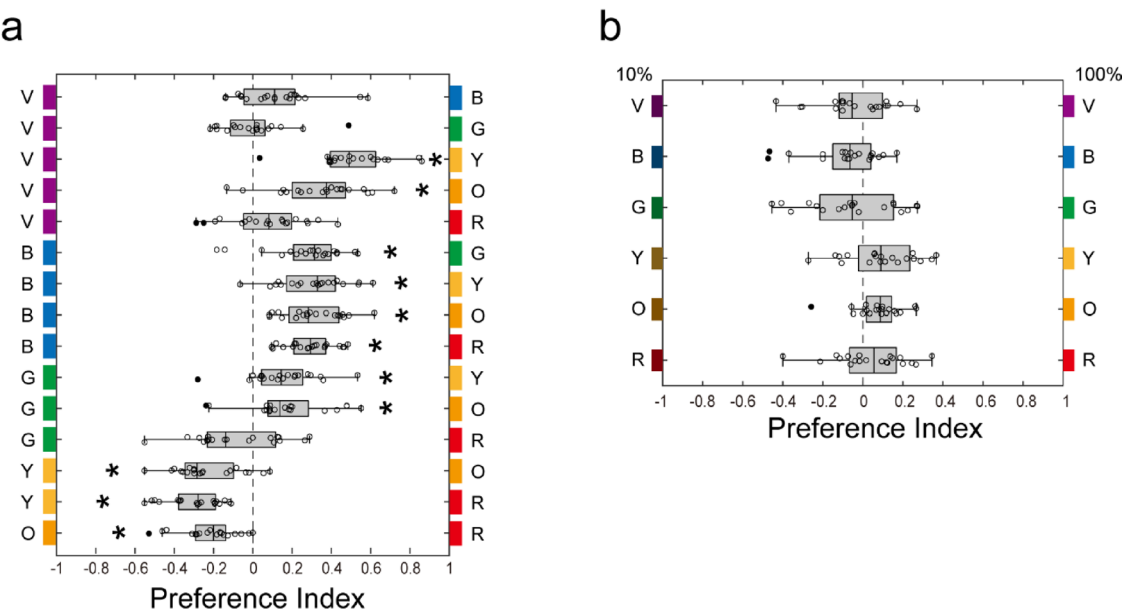 a
V B
V G
V Y *
V O *
V R
B G *
B Y *
B O *
B R *
G Y *
G O *
G R
Y O *
Y R *
O R *
-1 -0.8 -0.6 -0.4 -0.2 0 0.2 0.4 0.6 0.8 1
Preference Index
b
10% 100%
V V
B B
G G
Y Y
O O
R R
-1 -0.8 -0.6 -0.4 -0.2 0 0.2 0.4 0.6 0.8 1
Preference Index